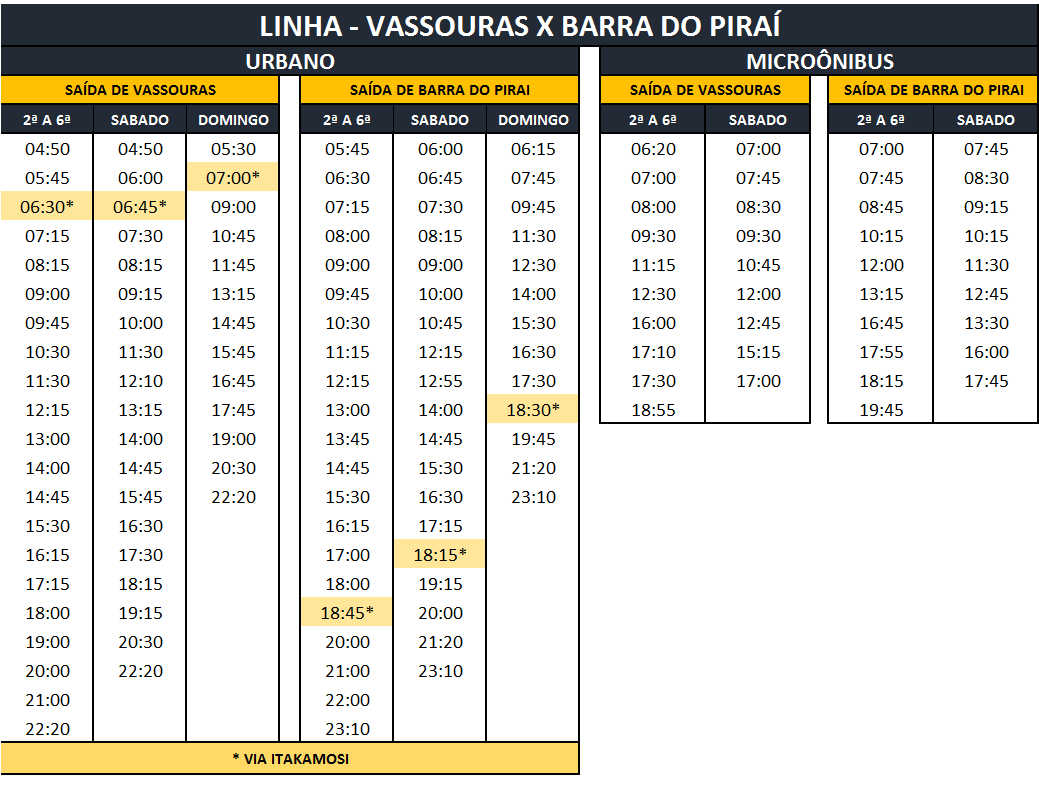 LINHA - VASSOURAS X BARRA DO PIRAÍ
URBANO MICROÔNIBUS
SAÍDA DE VASSOURAS SAÍDA DE BARRA DO PIRAI SAÍDA DE VASSOURAS SAÍDA DE BARRA DO PIRAI
2ª A 6ª SABADO DOMINGO 2ª A 6ª SABADO DOMINGO 2ª A 6ª SABADO 2ª A 6ª SABADO
04:50 04:50 05:30 05:45 06:00 06:15 06:20 07:00 07:00 07:45
05:45 06:00 07:00* 06:30 06:45 07:45 07:00 07:45 07:45 08:30
06:30* 06:45* 09:00 07:15 07:30 09:45 08:00 08:30 08:45 09:15
07:15 07:30 10:45 08:00 08:15 11:30 09:30 09:30 10:15 10:15
08:15 08:15 11:45 09:00 09:00 12:30 11:15 10:45 12:00 11:30
09:00 09:15 13:15 09:45 10:00 14:00 12:30 12:00 13:15 12:45
09:45 10:00 14:45 10:30 10:45 15:30 16:00 12:45 16:45 13:30
10:30 11:30 15:45 11:15 12:15 16:30 17:10 15:15 17:55 16:00
11:30 12:10 16:45 12:15 12:55 17:30 17:30 17:00 18:15 17:45
12:15 13:15 17:45 13:00 14:00 18:30* 18:55 19:45
13:00 14:00 19:00 13:45 14:45 19:45
14:00 14:45 20:30 14:45 15:30 21:20
14:45 15:45 22:20 15:30 16:30 23:10
15:30 16:30 16:15 17:15
16:15 17:30 17:00 18:15*
17:15 18:15 18:00 19:15
18:00 19:15 18:45* 20:00
19:00 20:30 20:00 21:20
20:00 22:20 21:00 23:10
21:00 22:00
22:20 23:10
* VIA ITAKAMOSI